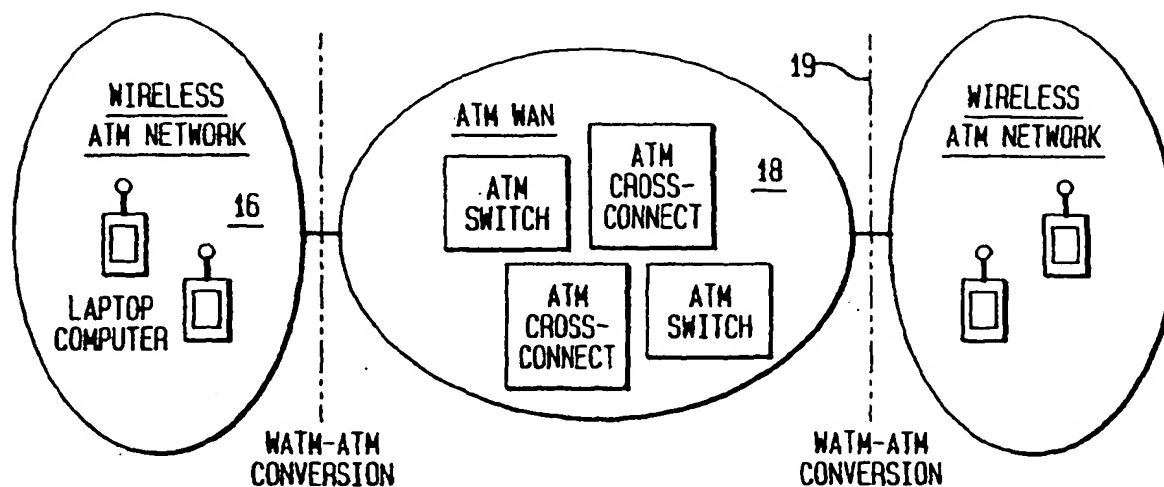 WIRELESS
ATM NETWORK
16
LAPTOP
COMPUTER
WATM-ATM
CONVERSION
ATM WAN
ATM
SWITCH
ATM
CROSS-
CONNECT
18
ATM
CROSS-
CONNECT
ATM
SWITCH
19
WATM-ATM
CONVERSION
WIRELESS
ATM NETWORK